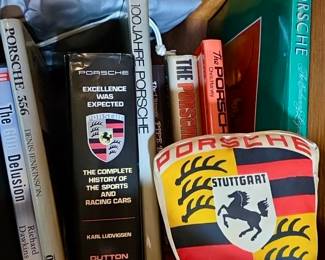 The God Delusion
Richard Dawkins
PORSCHE 356
DENIS JENKINSON
PORSCHE
EXCELLENCE WAS EXPECTED
THE COMPLETE
HISTORY OF
THE SPORTS
AND
RACING CARS
KARL LUDVIGSEN
DUTTON
100 JAHRE PORSCHE
THE PORSCHE
The PORSCHE
PORSCHE
PORSCHE
STUTTGART